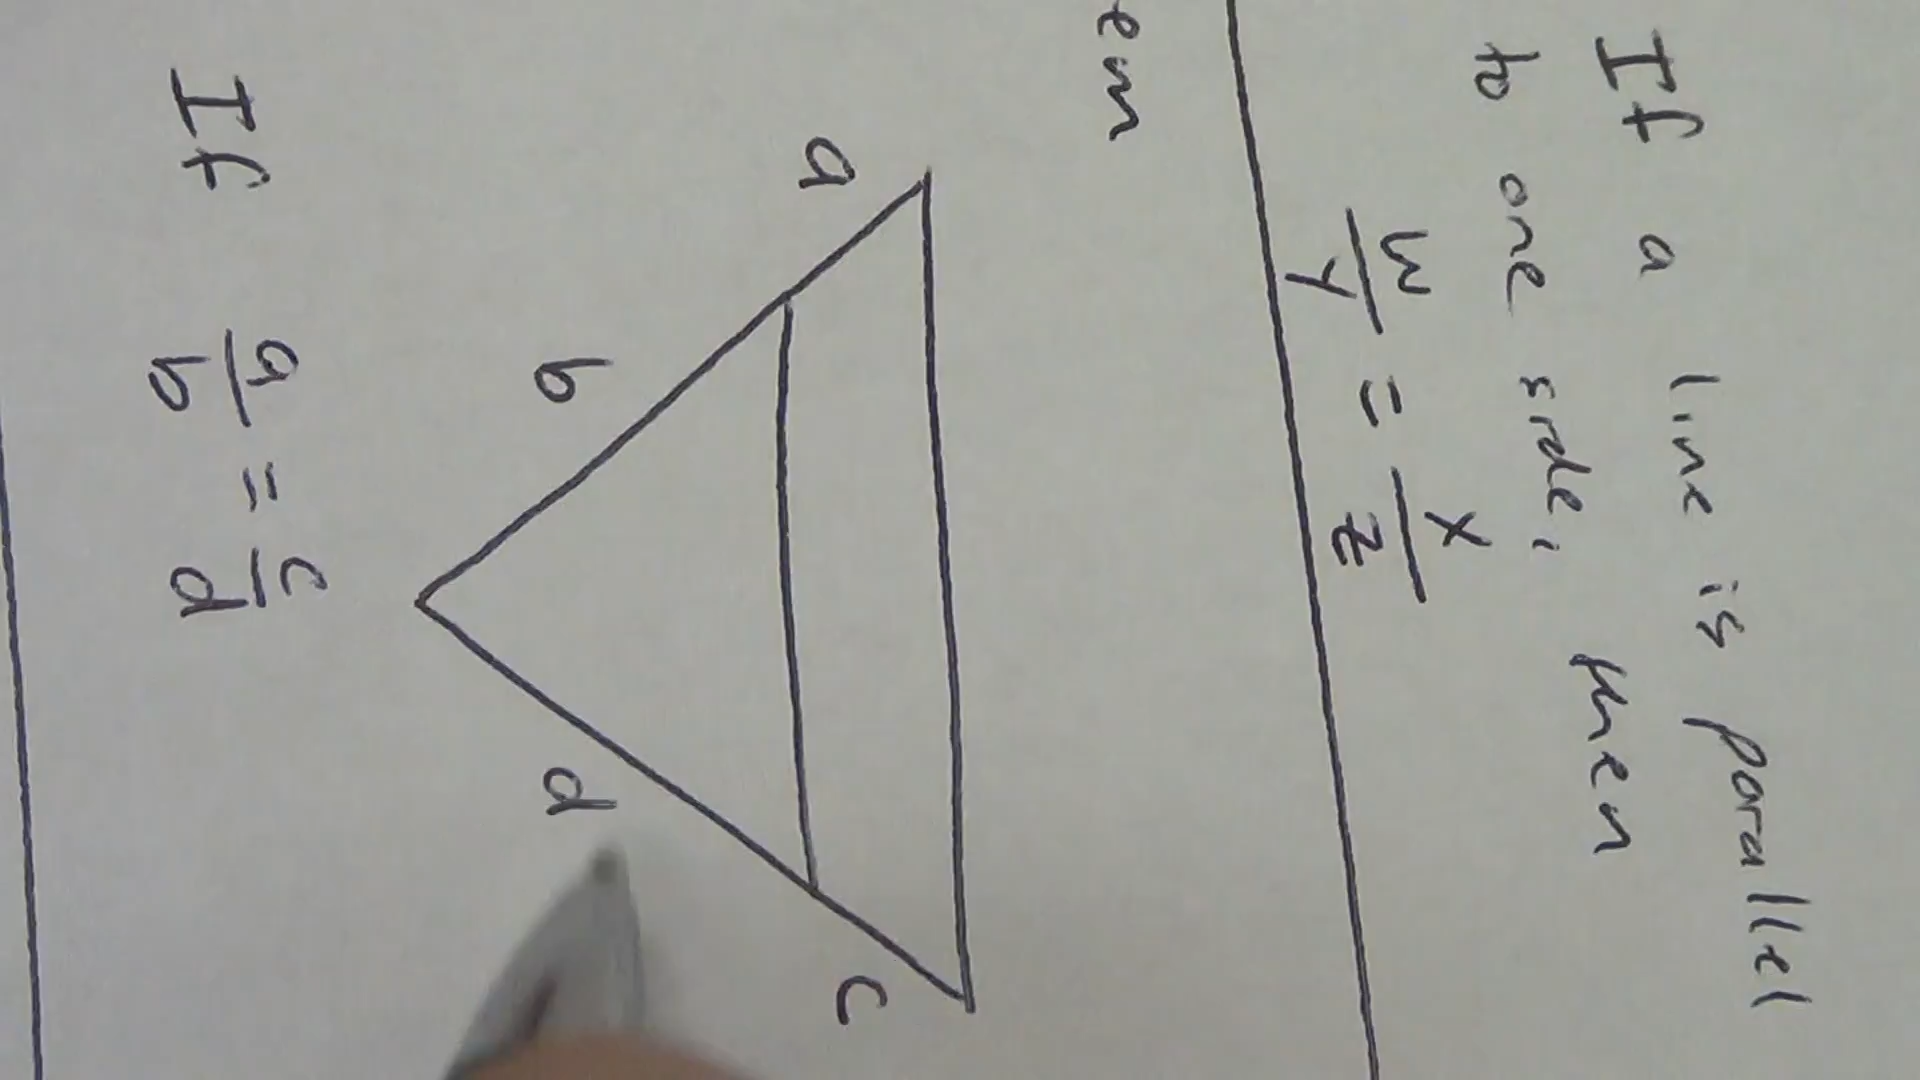 If a line is parallel
to one side, then
w/y = x/z
em
a
b
d
c
If a/b = c/d